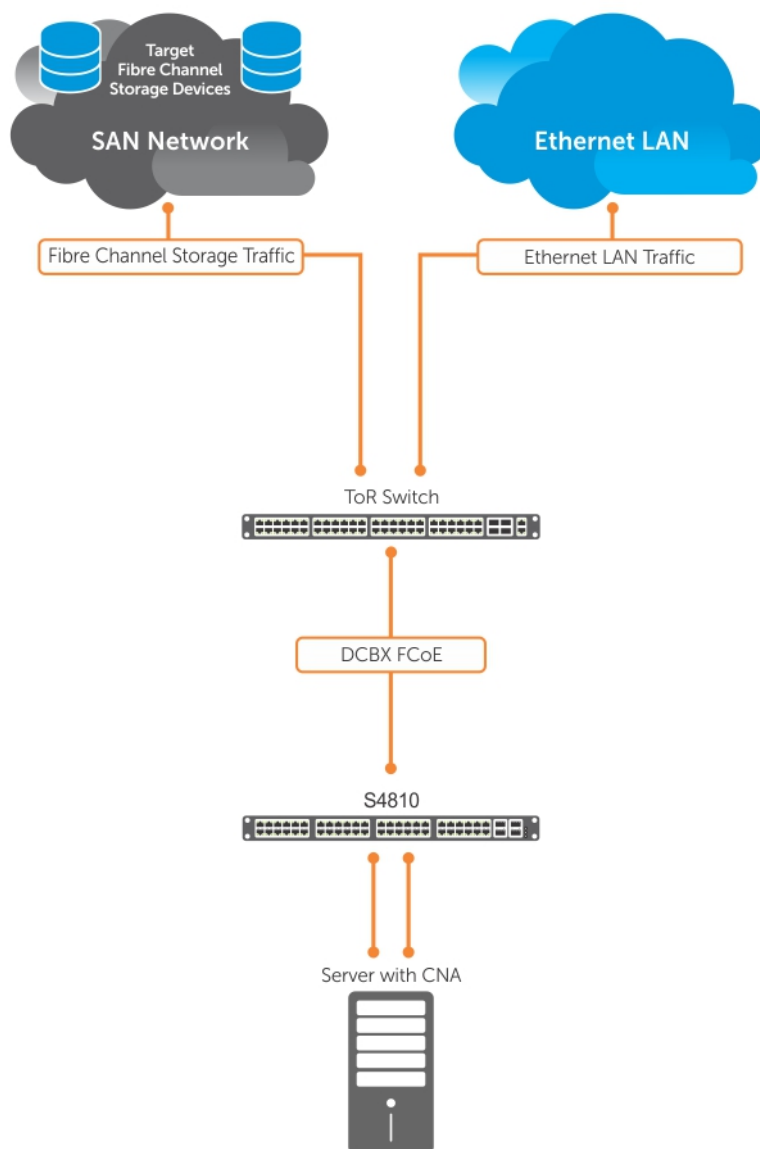 Target
Fibre Channel
Storage Devices
SAN Network
Ethernet LAN
Fibre Channel Storage Traffic
Ethernet LAN Traffic
ToR Switch
DCBX FCoE
S4810
Server with CNA